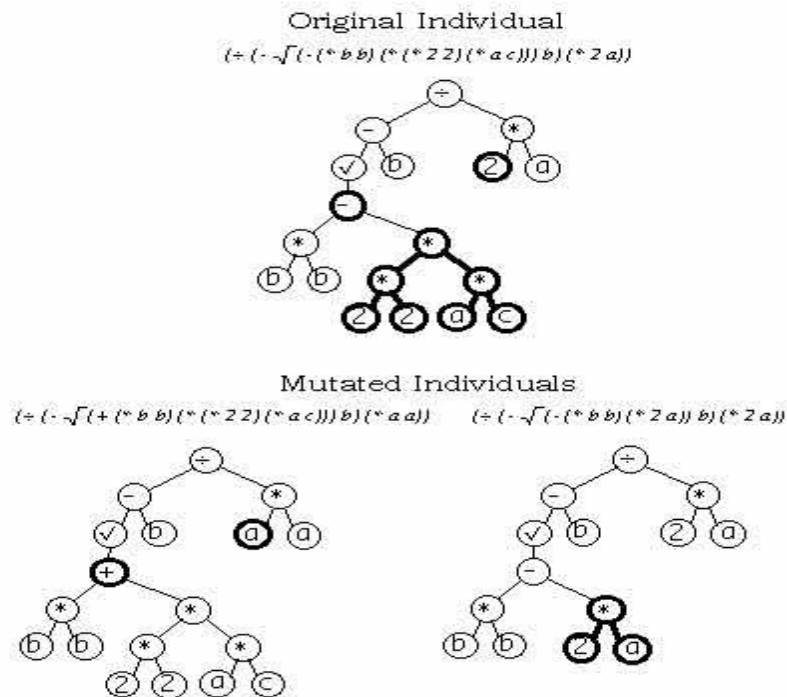 Original Individual
(÷ (- √ (- (* b b) (* (* 2 2) (* a c))) b) (* 2 a))
÷
- *
√ b 2 a
-
* *
b b * *
2 2 a c
Mutated Individuals
(÷ (- √ (+ (* b b) (* (* 2 2) (* a c))) b) (* a a)) (÷ (- √ (- (* b b) (* 2 a)) b) (* 2 a))
÷ ÷
- * - *
√ b a a √ b 2 a
+ -
* * * *
b b * * b b 2 a
2 2 a c